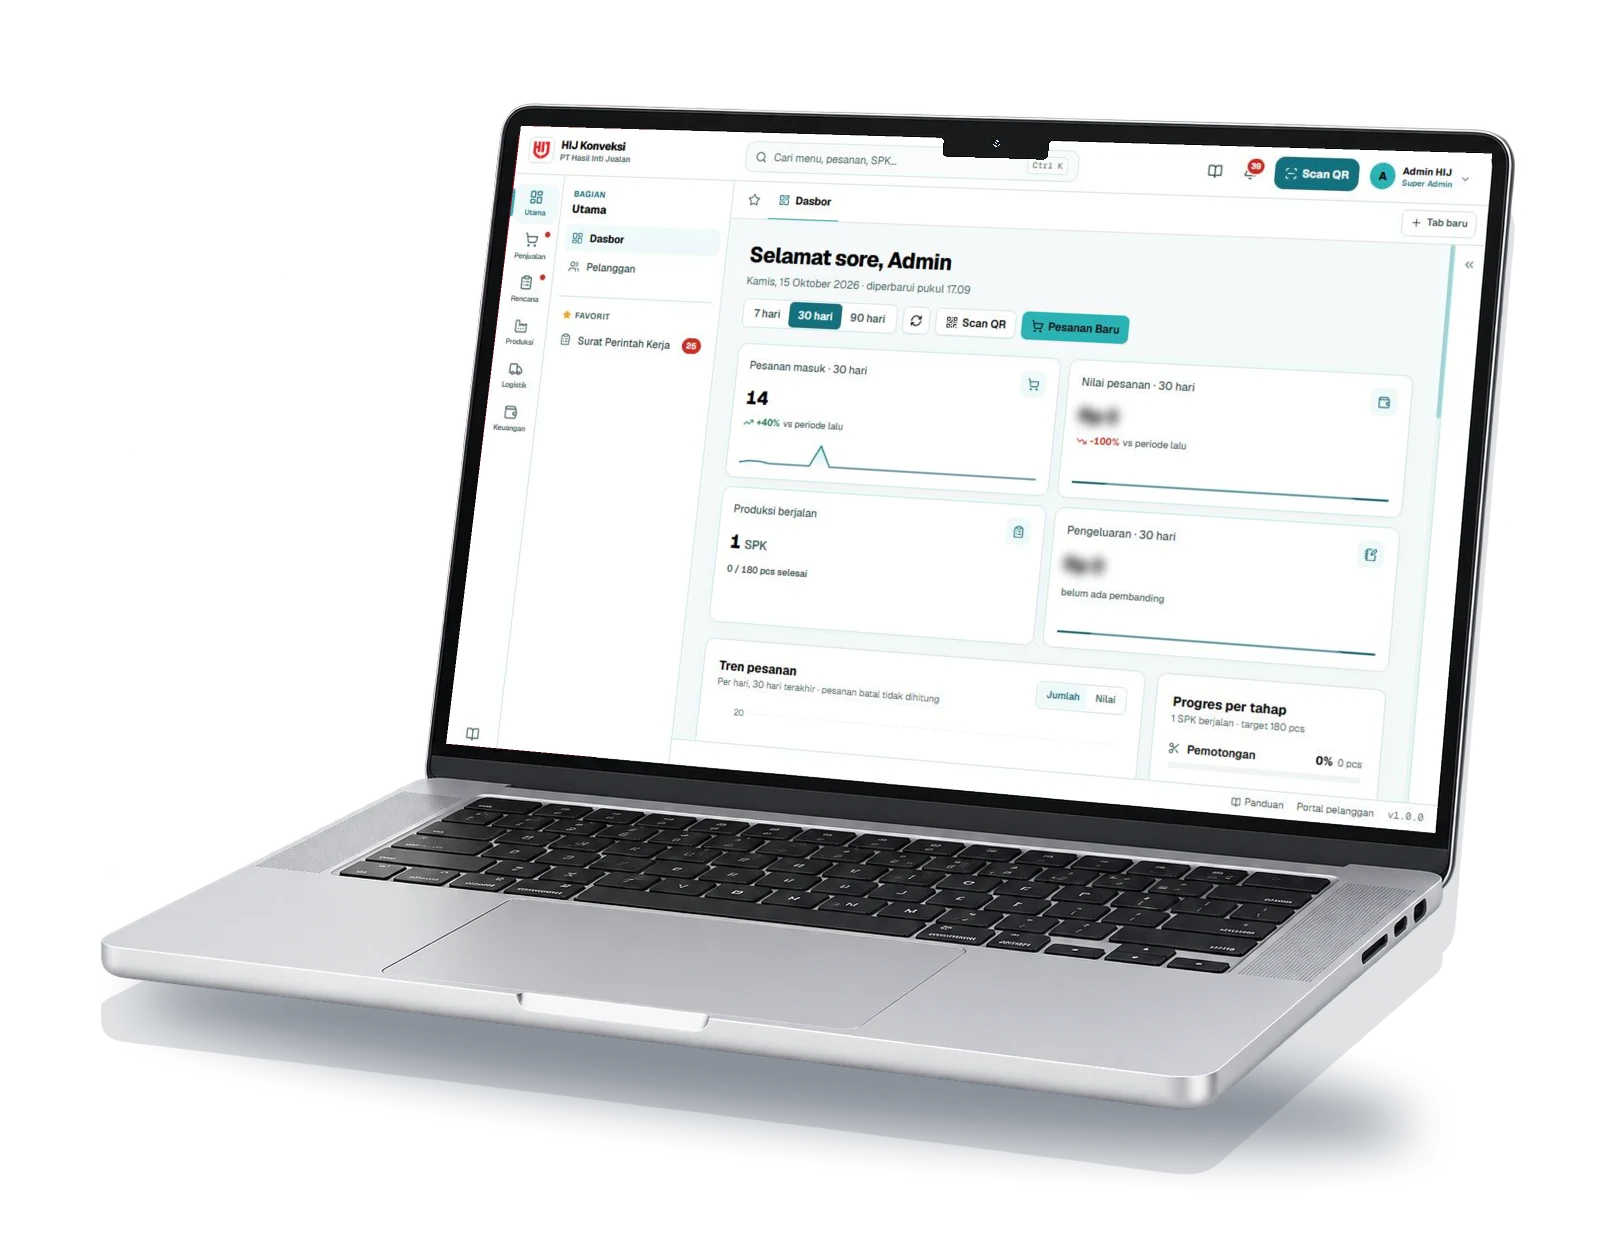 HIJ
HIJ Konveksi
PT Hasil Inti Jualan
Cari menu, pesanan, SPK...
Ctrl K
39
Scan QR
A
Admin HIJ
Super Admin
Utama
Penjualan
Rencana
Produksi
Logistik
Keuangan
BAGIAN
Utama
Dasbor
Pelanggan
FAVORIT
Surat Perintah Kerja
25
Dasbor
+ Tab baru
Selamat sore, Admin
Kamis, 15 Oktober 2026 · diperbarui pukul 17.09
7 hari
30 hari
90 hari
Scan QR
Pesanan Baru
Pesanan masuk · 30 hari
14
+40% vs periode lalu
Nilai pesanan · 30 hari
-100% vs periode lalu
Produksi berjalan
1 SPK
0 / 180 pcs selesai
Pengeluaran · 30 hari
belum ada pembanding
Tren pesanan
Per hari, 30 hari terakhir · pesanan batal tidak dihitung
Jumlah
Nilai
20
Progres per tahap
1 SPK berjalan · target 180 pcs
Pemotongan
0% 0 pcs
Panduan
Portal pelanggan
v1.0.0